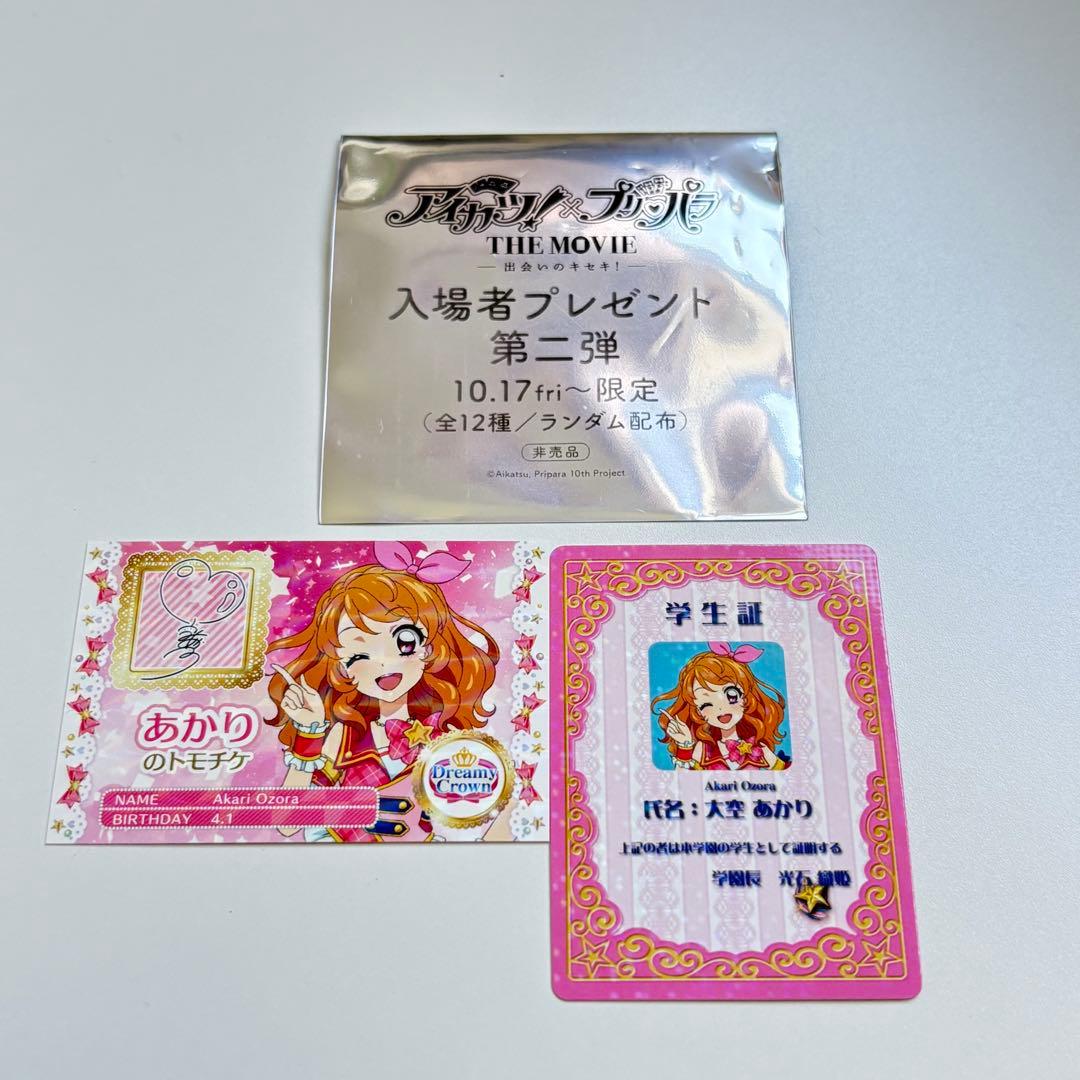 アイカツ!×プリパラ
THE MOVIE
―出会いのキセキ!―
入場者プレゼント
第二弾
10.17fri～限定
(全12種／ランダム配布)
非売品
©Aikatsu, Pripara 10th Project
あかり
のトモチケ
Dreamy
Crown
NAME Akari Ozora
BIRTHDAY 4.1
学生証
Akari Ozora
氏名：大空 あかり
上記の者は本学園の学生として証明する
学園長 光石 織姫